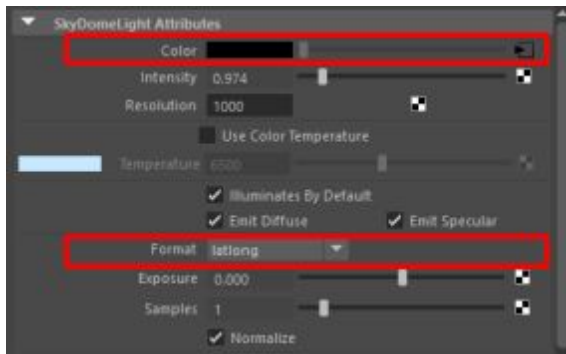 SkyDomeLight Attributes
Color
Intensity 0.974
Resolution 1000
Use Color Temperature
Temperature 6500
Illuminates By Default
Emit Diffuse Emit Specular
Format latlong
Exposure 0.000
Samples 1
Normalize